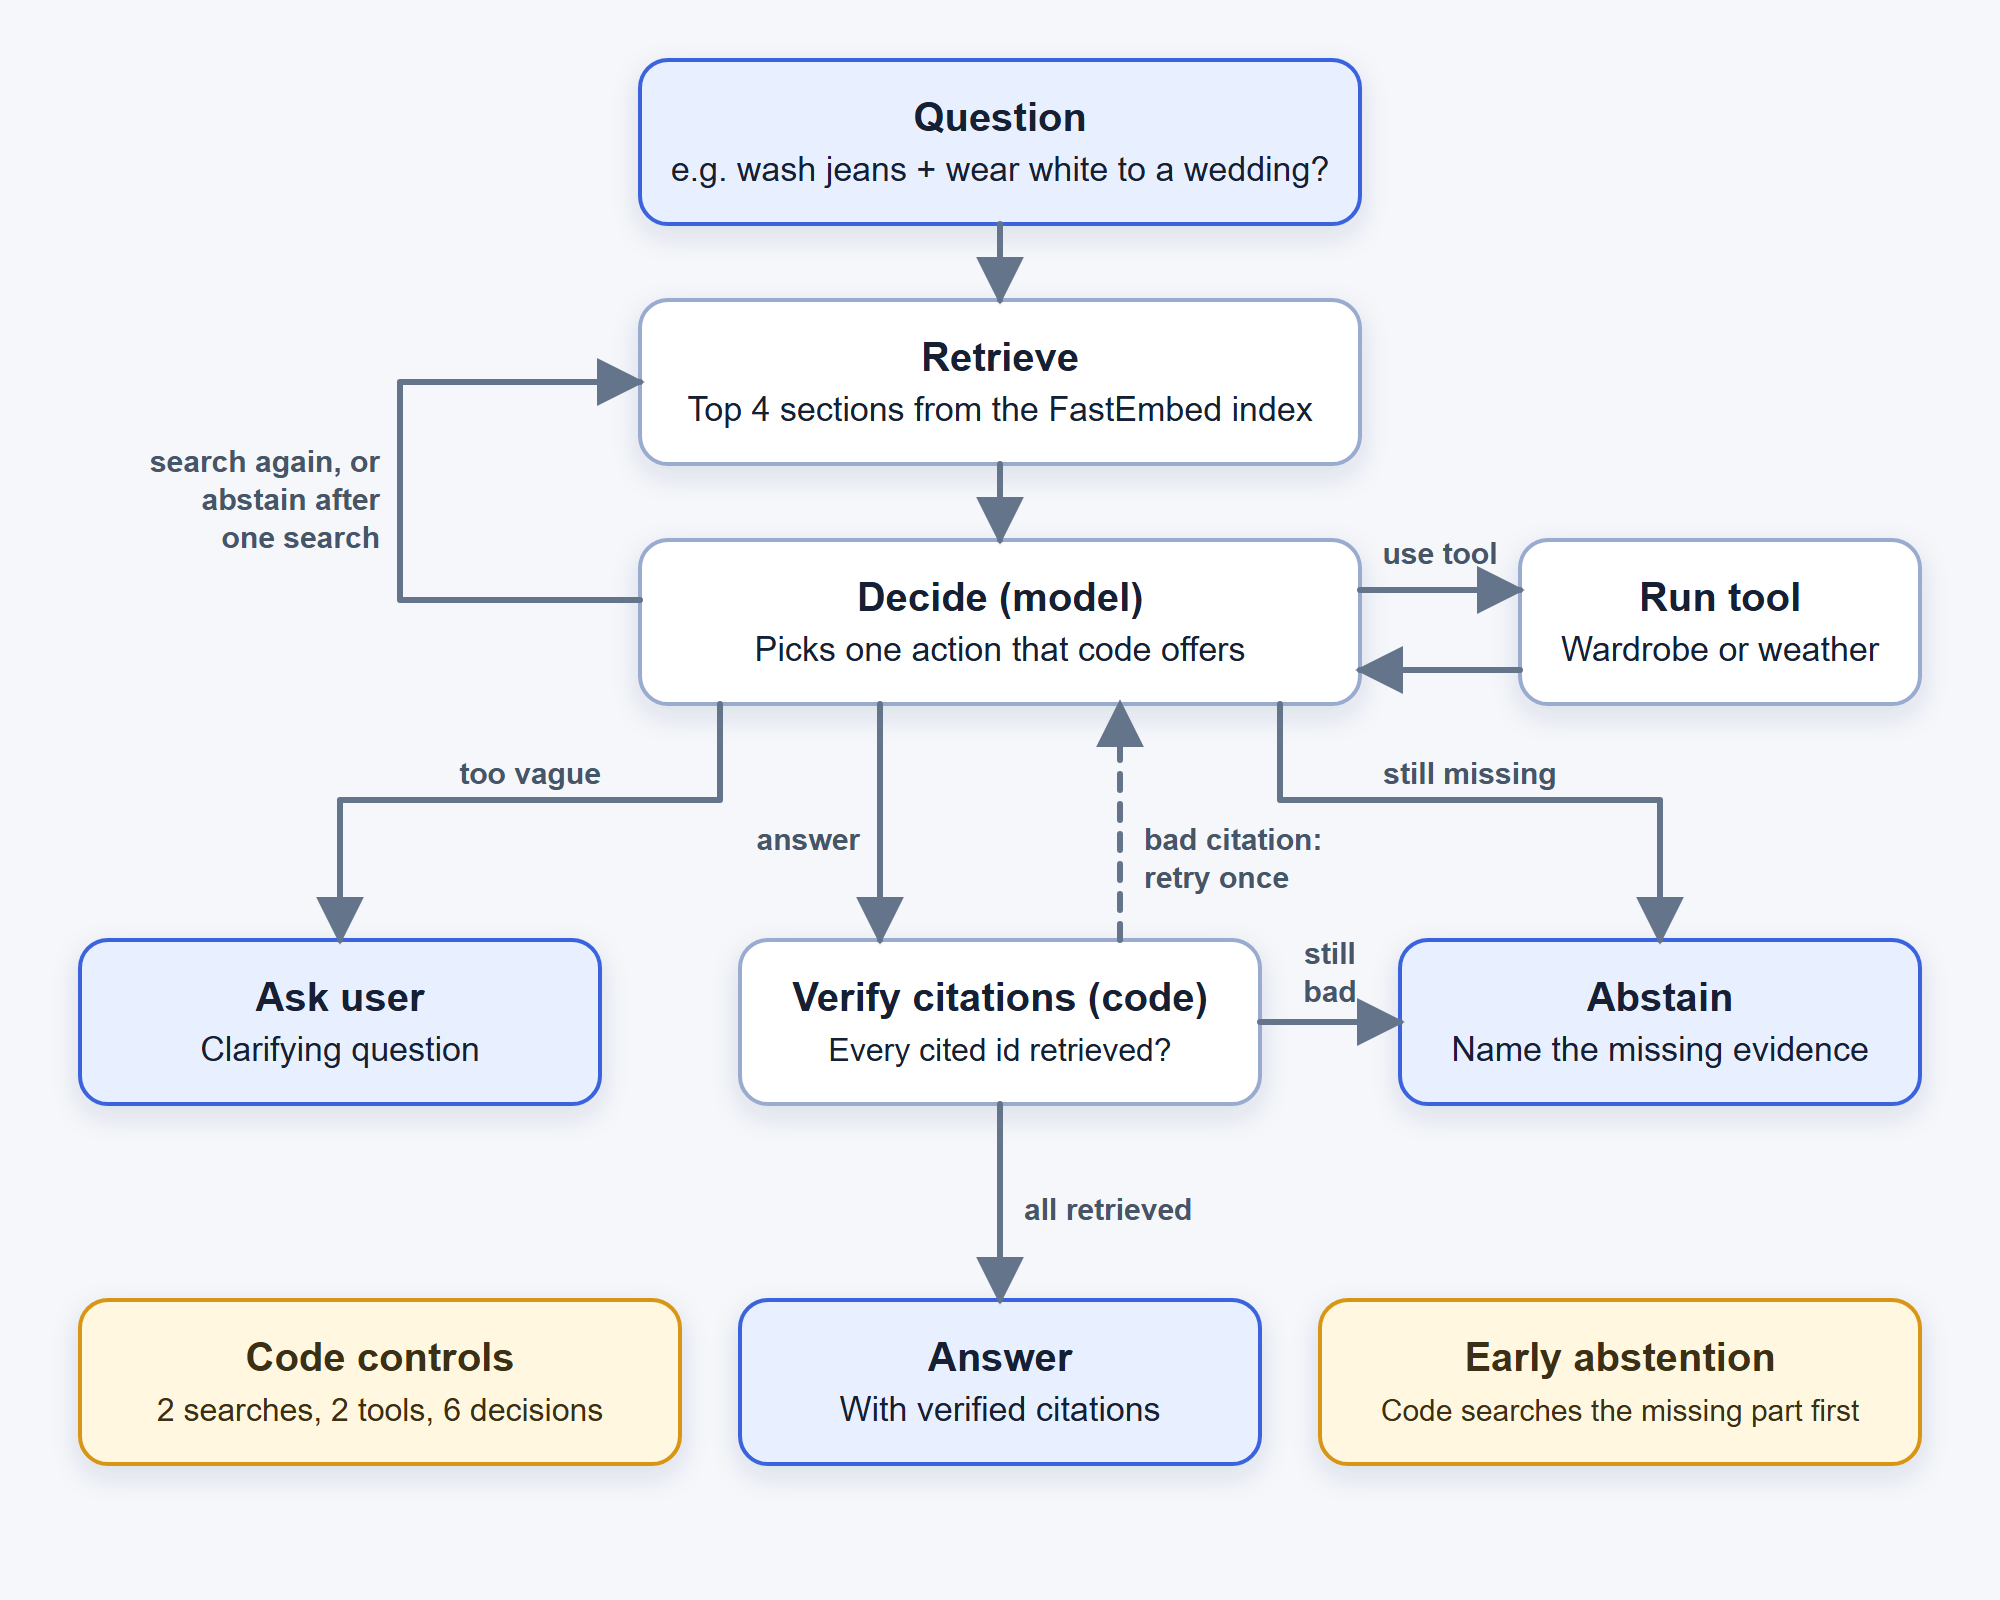 Question
e.g. wash jeans + wear white to a wedding?
Retrieve
Top 4 sections from the FastEmbed index
search again, or
abstain after
one search
Decide (model)
Picks one action that code offers
use tool
Run tool
Wardrobe or weather
too vague
answer
bad citation:
retry once
still missing
Ask user
Clarifying question
Verify citations (code)
Every cited id retrieved?
still
bad
Abstain
Name the missing evidence
all retrieved
Code controls
2 searches, 2 tools, 6 decisions
Answer
With verified citations
Early abstention
Code searches the missing part first